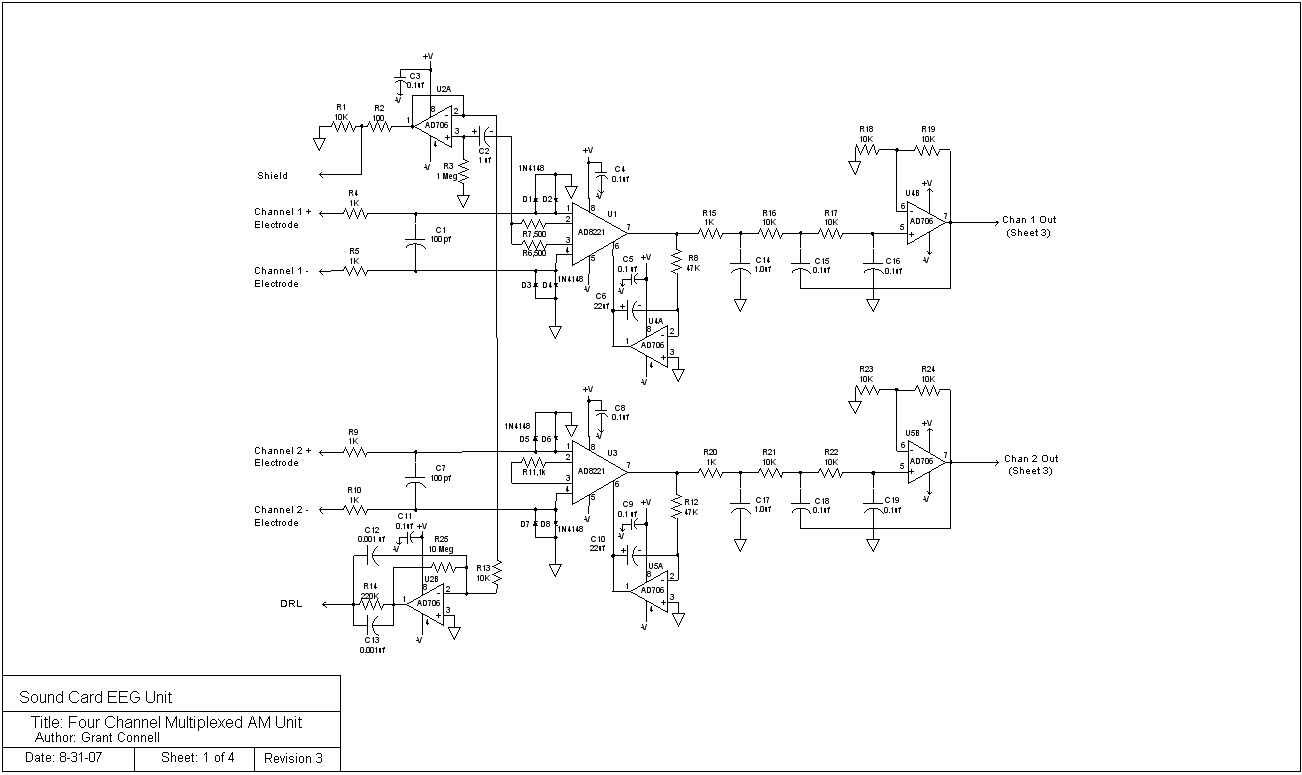 +V
C3
0.1uf
-V
U2A
8
2
-
1
AD706
3
+
4
-V
R1
10K
R2
100
+
-
C2
1 uf
R3
1 Meg
Shield
R4
1K
Channel 1 +
Electrode
C1
100 pf
R5
1K
Channel 1 -
Electrode
1N4148
D1
D2
+V
C4
0.1uf
-V
8
U1
1
2
R7,500
AD8221
7
3
R6,500
4
6
5
-V
D3
D4
1N4148
R15
1K
R16
10K
R17
10K
R8
47K
C14
1.0uf
C15
0.1uf
C16
0.1uf
R18
10K
R19
10K
U4B
+V
6
-
AD706
7
5
+
-V
Chan 1 Out
(Sheet 3)
C5
0.1 uf
+V
-V
C6
22uf
+
-
U4A
8
2
-
1
AD706
3
+
4
-V
+V
C8
0.1uf
-V
1N4148
D5
D6
R9
1K
Channel 2 +
Electrode
C7
100 pf
R10
1K
Channel 2 -
Electrode
8
U3
1
2
R11,1k
AD8221
7
3
4
6
5
-V
D7
D8
1N4148
R20
1K
R21
10K
R22
10K
R12
47K
C17
1.0uf
C18
0.1uf
C19
0.1uf
R23
10K
R24
10K
U5B
+V
6
-
AD706
7
5
+
-V
Chan 2 Out
(Sheet 3)
C9
0.1 uf
+V
-V
C10
22uf
+
-
U5A
8
2
-
1
AD706
3
+
4
-V
C11
0.1uf
+V
-V
C12
0.001 uf
R25
10 Meg
R13
10K
R14
220K
U2B
8
2
-
1
AD706
3
+
4
-V
DRL
C13
0.001uf
Sound Card EEG Unit
Title: Four Channel Multiplexed AM Unit
Author: Grant Connell
Date: 8-31-07
Sheet: 1 of 4
Revision 3